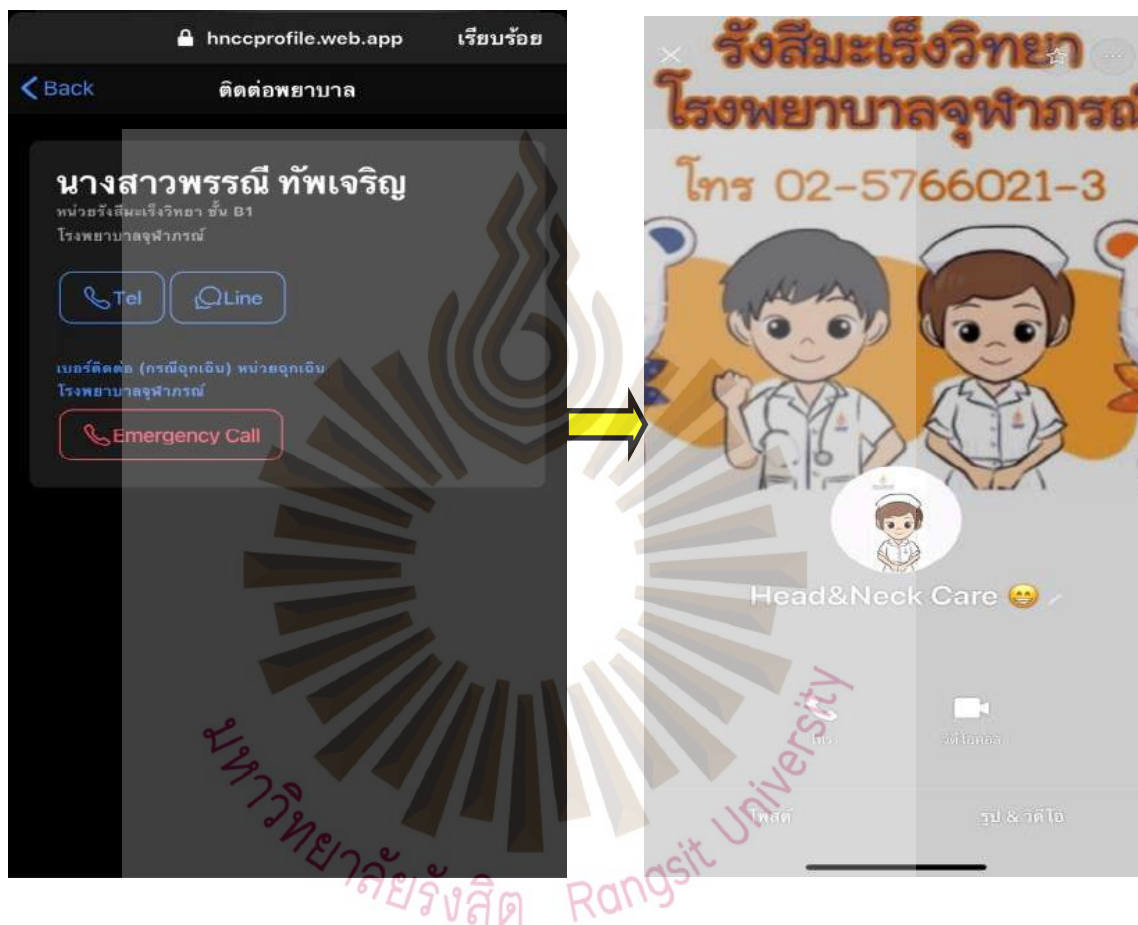 hnccprofile.web.app เรียบร้อย
Back ติดต่อพยาบาล
นางสาวพรรณี ทัพเจริญ
หน่วยรังสีมะเร็งวิทยา ชั้น B1
โรงพยาบาลจุฬาภรณ์
Tel Line
เบอร์ติดต่อ (กรณีฉุกเฉิน) หน่วยฉุกเฉิน
โรงพยาบาลจุฬาภรณ์
Emergency Call
รังสีมะเร็งวิทยา
โรงพยาบาลจุฬาภรณ์
โทร 02-5766021-3
Head&Neck Care 😁
โทร วิดีโอคอล
โพสต์ รูป & วิดีโอ
มหาวิทยาลัยรังสิต Rangsit University